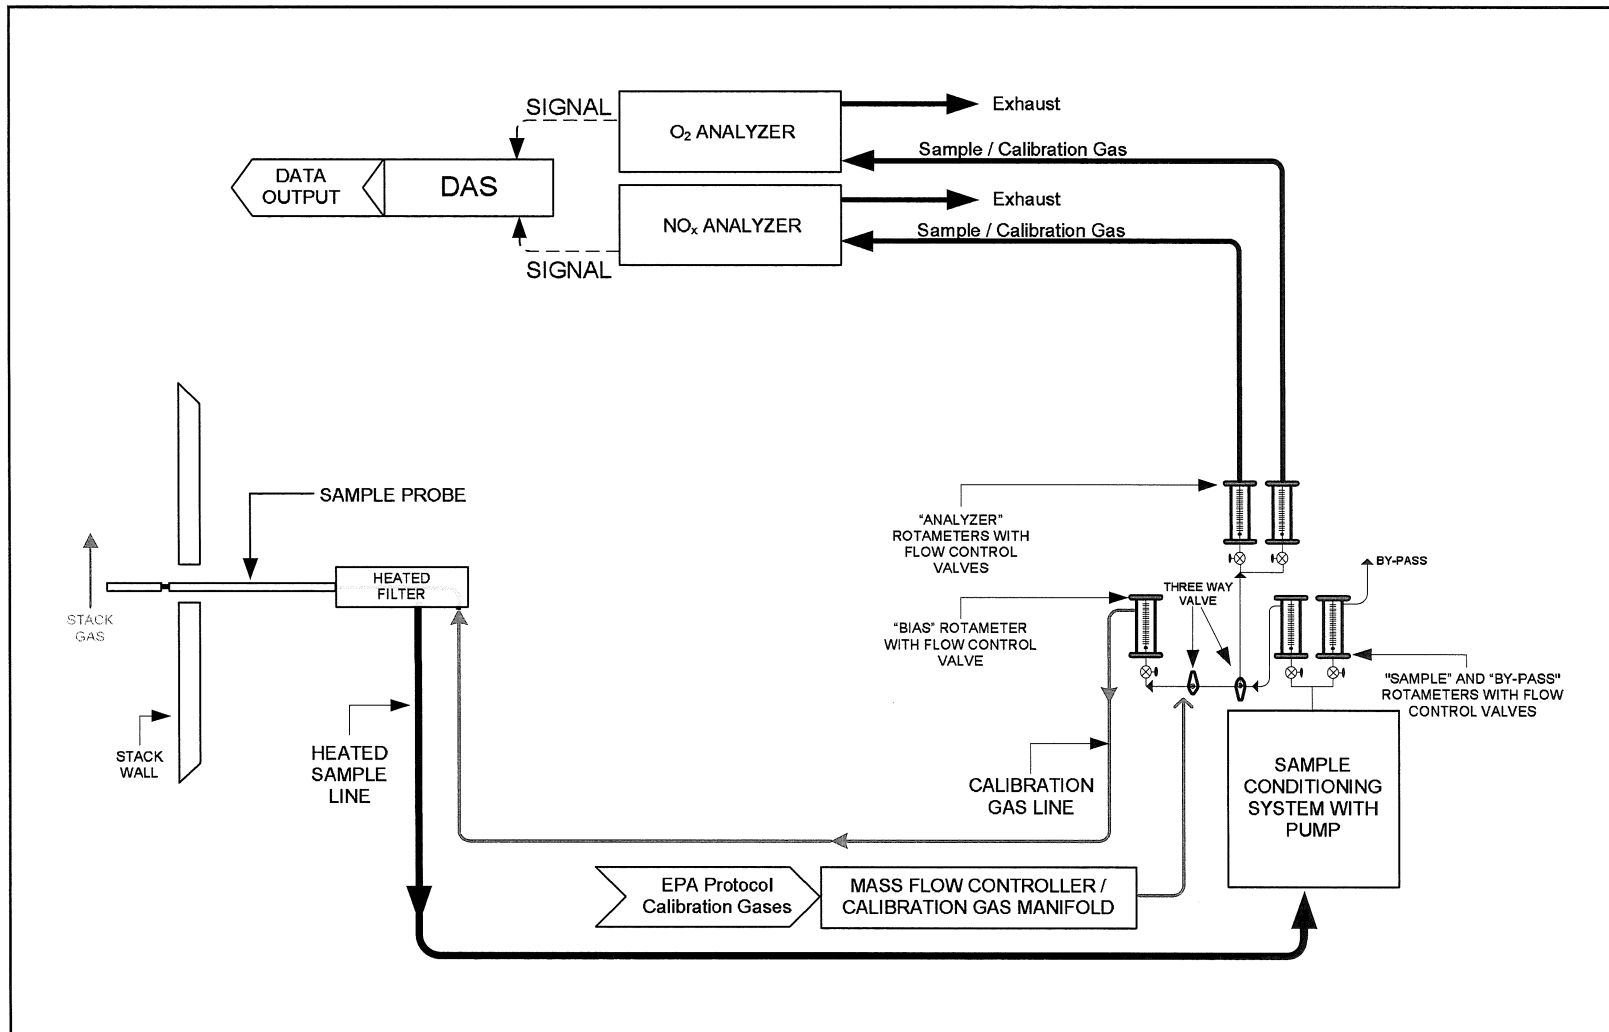 SIGNAL
O₂ ANALYZER
Exhaust
Sample / Calibration Gas
DATA
OUTPUT
DAS
NOₓ ANALYZER
Exhaust
Sample / Calibration Gas
SIGNAL
SAMPLE PROBE
HEATED
FILTER
STACK
GAS
"ANALYZER"
ROTAMETERS WITH
FLOW CONTROL
VALVES
BY-PASS
THREE WAY
VALVE
"BIAS" ROTAMETER
WITH FLOW CONTROL
VALVE
"SAMPLE" AND "BY-PASS"
ROTAMETERS WITH FLOW
CONTROL VALVES
STACK
WALL
HEATED
SAMPLE
LINE
CALIBRATION
GAS LINE
SAMPLE
CONDITIONING
SYSTEM WITH
PUMP
EPA Protocol
Calibration Gases
MASS FLOW CONTROLLER /
CALIBRATION GAS MANIFOLD